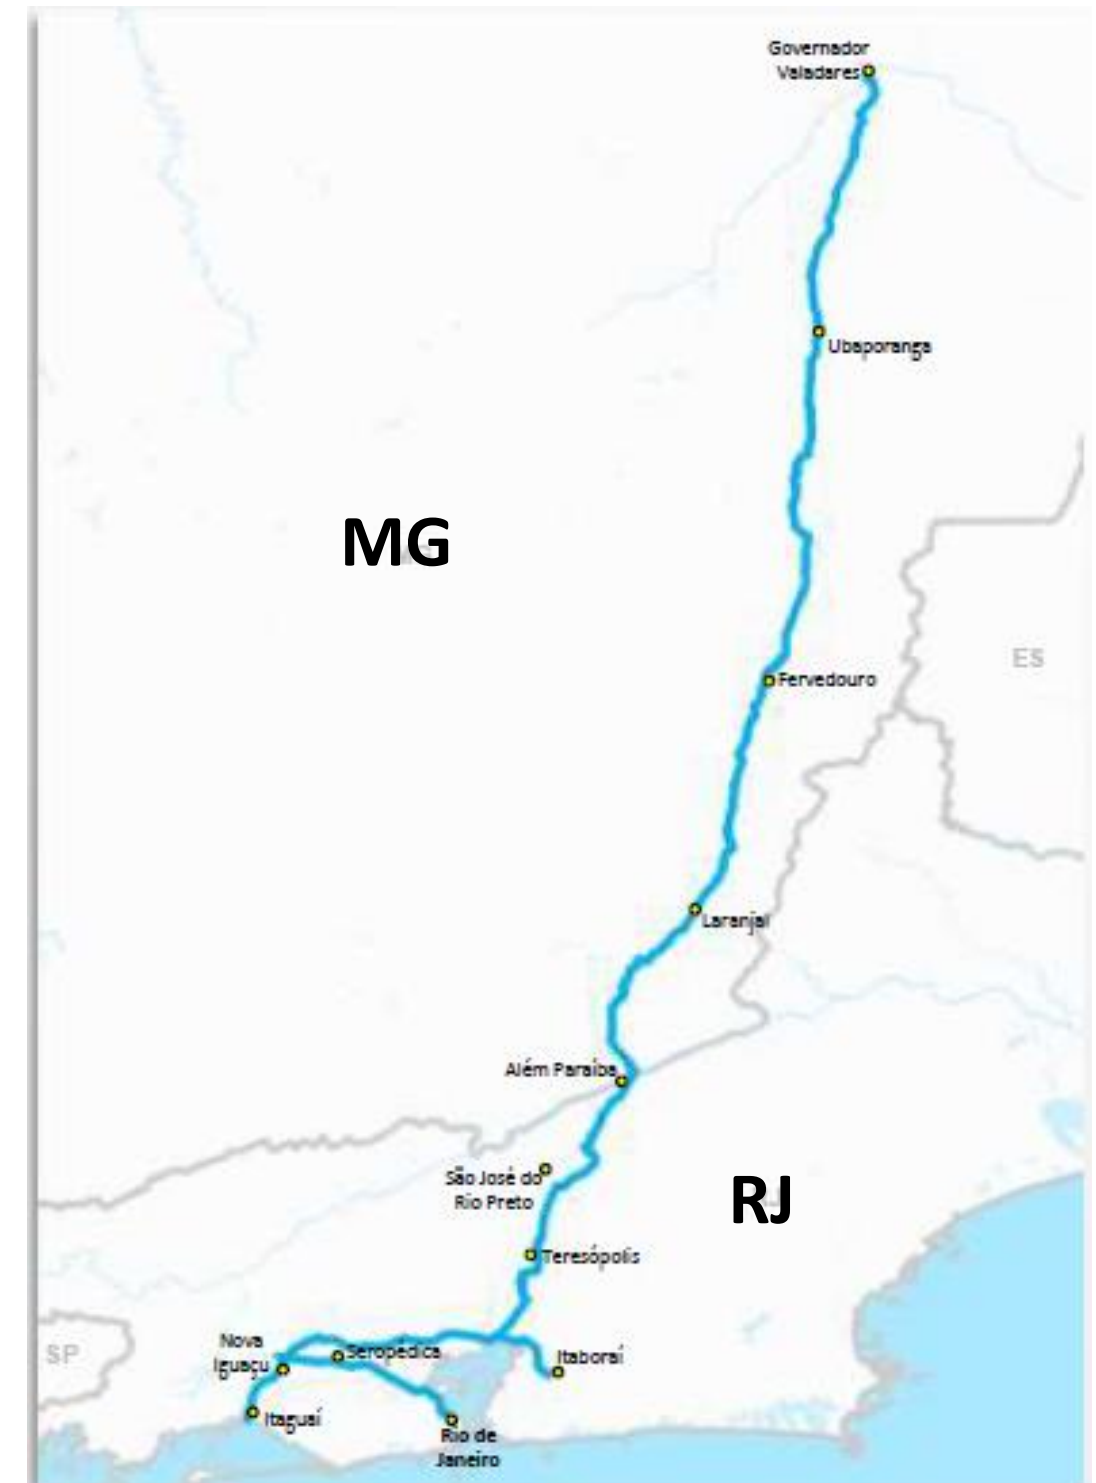 Governador
Valadares
Ubaporanga
MG
ES
Fervedouro
Laranjal
Além Paraíba
São José do
Rio Preto
RJ
Teresópolis
Nova
Iguaçu
Seropédica
Itaboraí
SP
Itaguaí
Rio de
Janeiro